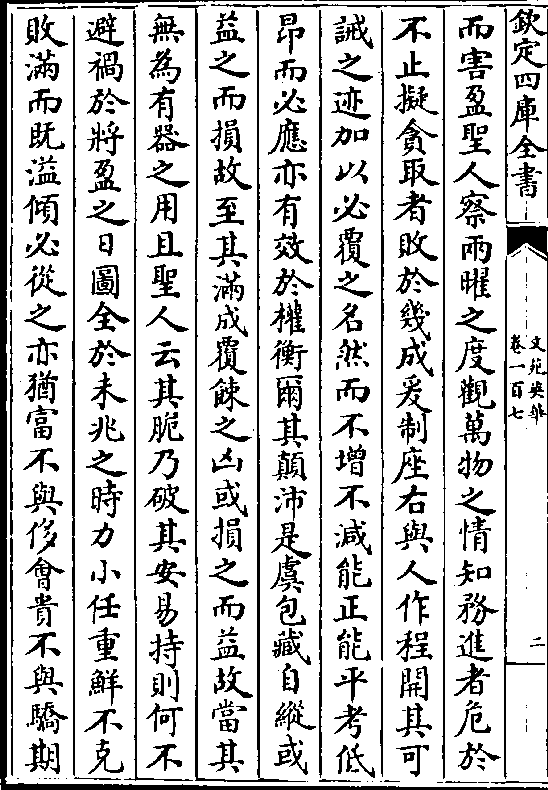 欽定四庫全書
文苑英華
卷一百七
二
而害盈聖人察兩曜之度觀萬物之情知務進者危於
不止擬貪取者敗於幾成爰制座右與人作程開其可
誡之迹加以必覆之名然而不增不減能正能平考低
昂而必應亦有效於權衡爾其顛沛是虞包藏自縱或
益之而損故至其滿成覆餗之凶或損之而益故當其
無為有器之用且聖人云其脆乃破其安易持則何不
避禍於將盈之日圖全於未兆之時力小任重鮮不克
敗滿而既溢傾必從之亦猶富不與侈會貴不與驕期